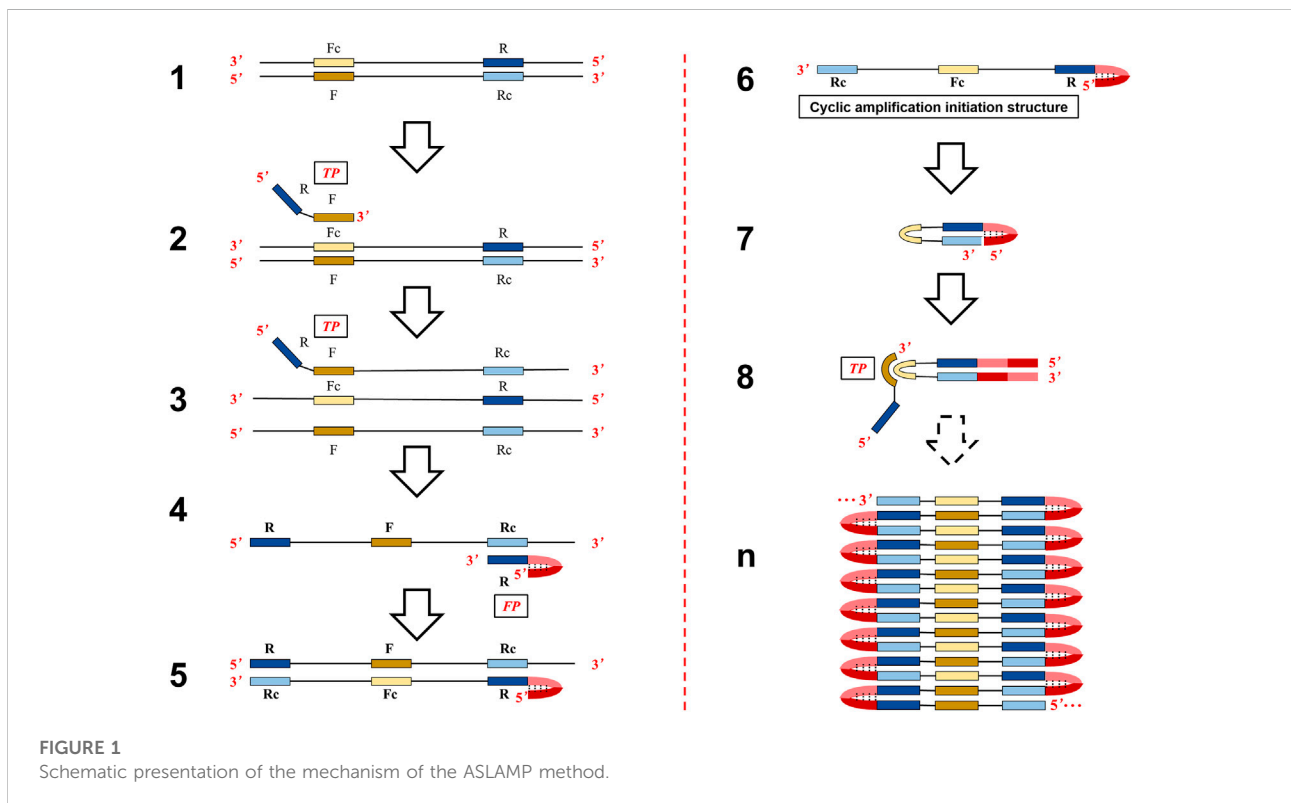 Fc R
1
3’ 5’
5’ 3’
F Rc
5’ TP
R F
3’
2
Fc R
3’ 5’
5’ 3’
F Rc
5’ TP
R F Rc
3’
3
Fc R
3’ 5’
5’ 3’
F Rc
4
R F Rc
5’ 3’
3’ 5’
R
FP
5
R F Rc
5’ 3’
3’ 5’
Rc Fc R
6
3’ 5’
Rc Fc R
Cyclic amplification initiation structure
7
3’ 5’
8
TP 3’ 5’
3’
5’
n
··· 3’
5’···
FIGURE 1
Schematic presentation of the mechanism of the ASLAMP method.